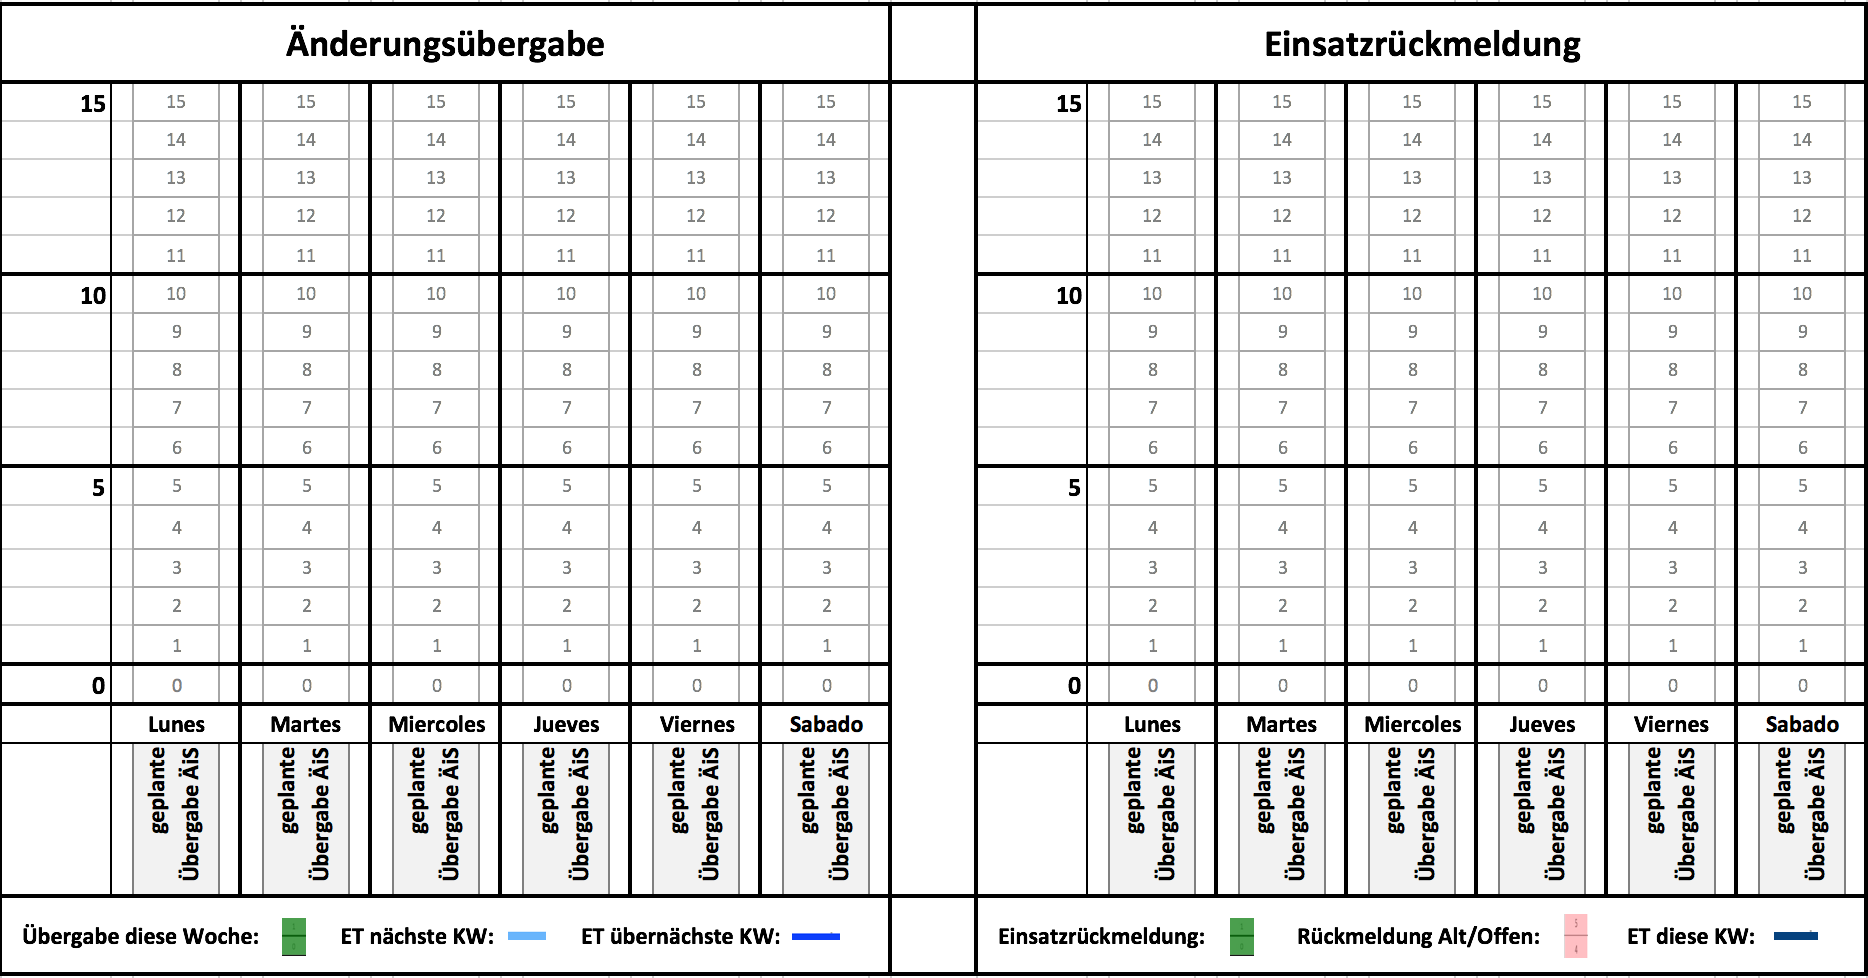 Änderungsübergabe Einsatzrückmeldung
15 15 15 15 15 15 15 15 15 15 15 15 15 15
14 14 14 14 14 14 14 14 14 14 14 14
13 13 13 13 13 13 13 13 13 13 13 13
12 12 12 12 12 12 12 12 12 12 12 12
11 11 11 11 11 11 11 11 11 11 11 11
10 10 10 10 10 10 10 10 10 10 10 10 10 10
9 9 9 9 9 9 9 9 9 9 9 9
8 8 8 8 8 8 8 8 8 8 8 8
7 7 7 7 7 7 7 7 7 7 7 7
6 6 6 6 6 6 6 6 6 6 6 6
5 5 5 5 5 5 5 5 5 5 5 5 5 5
4 4 4 4 4 4 4 4 4 4 4 4
3 3 3 3 3 3 3 3 3 3 3 3
2 2 2 2 2 2 2 2 2 2 2 2
1 1 1 1 1 1 1 1 1 1 1 1
0 0 0 0 0 0 0 0 0 0 0 0 0 0
Lunes Martes Miercoles Jueves Viernes Sabado Lunes Martes Miercoles Jueves Viernes Sabado
geplante
Übergabe ÄiS
geplante
Übergabe ÄiS
geplante
Übergabe ÄiS
geplante
Übergabe ÄiS
geplante
Übergabe ÄiS
geplante
Übergabe ÄiS
geplante
Übergabe ÄiS
geplante
Übergabe ÄiS
geplante
Übergabe ÄiS
geplante
Übergabe ÄiS
geplante
Übergabe ÄiS
geplante
Übergabe ÄiS
Übergabe diese Woche: ET nächste KW: ET übernächste KW: Einsatzrückmeldung: Rückmeldung Alt/Offen: ET diese KW: